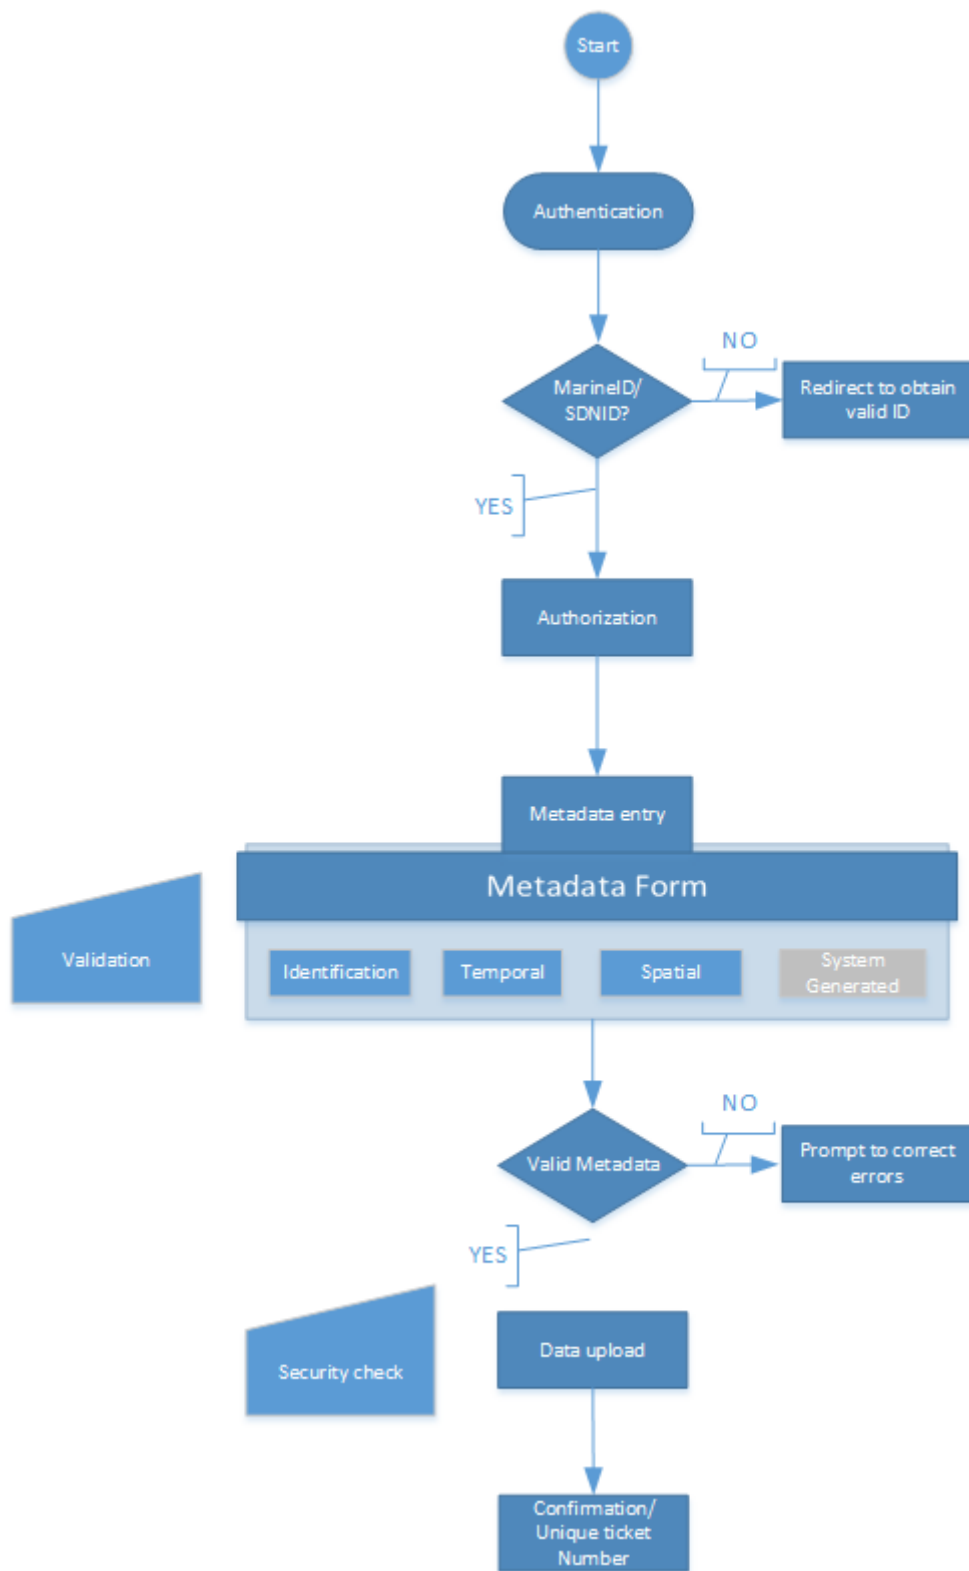 Start
Authentication
MarineID/
SDNID?
NO
Redirect to obtain
valid ID
YES
Authorization
Metadata entry
Metadata Form
Validation
Identification
Temporal
Spatial
System
Generated
Valid Metadata
NO
Prompt to correct
errors
YES
Security check
Data upload
Confirmation/
Unique ticket
Number